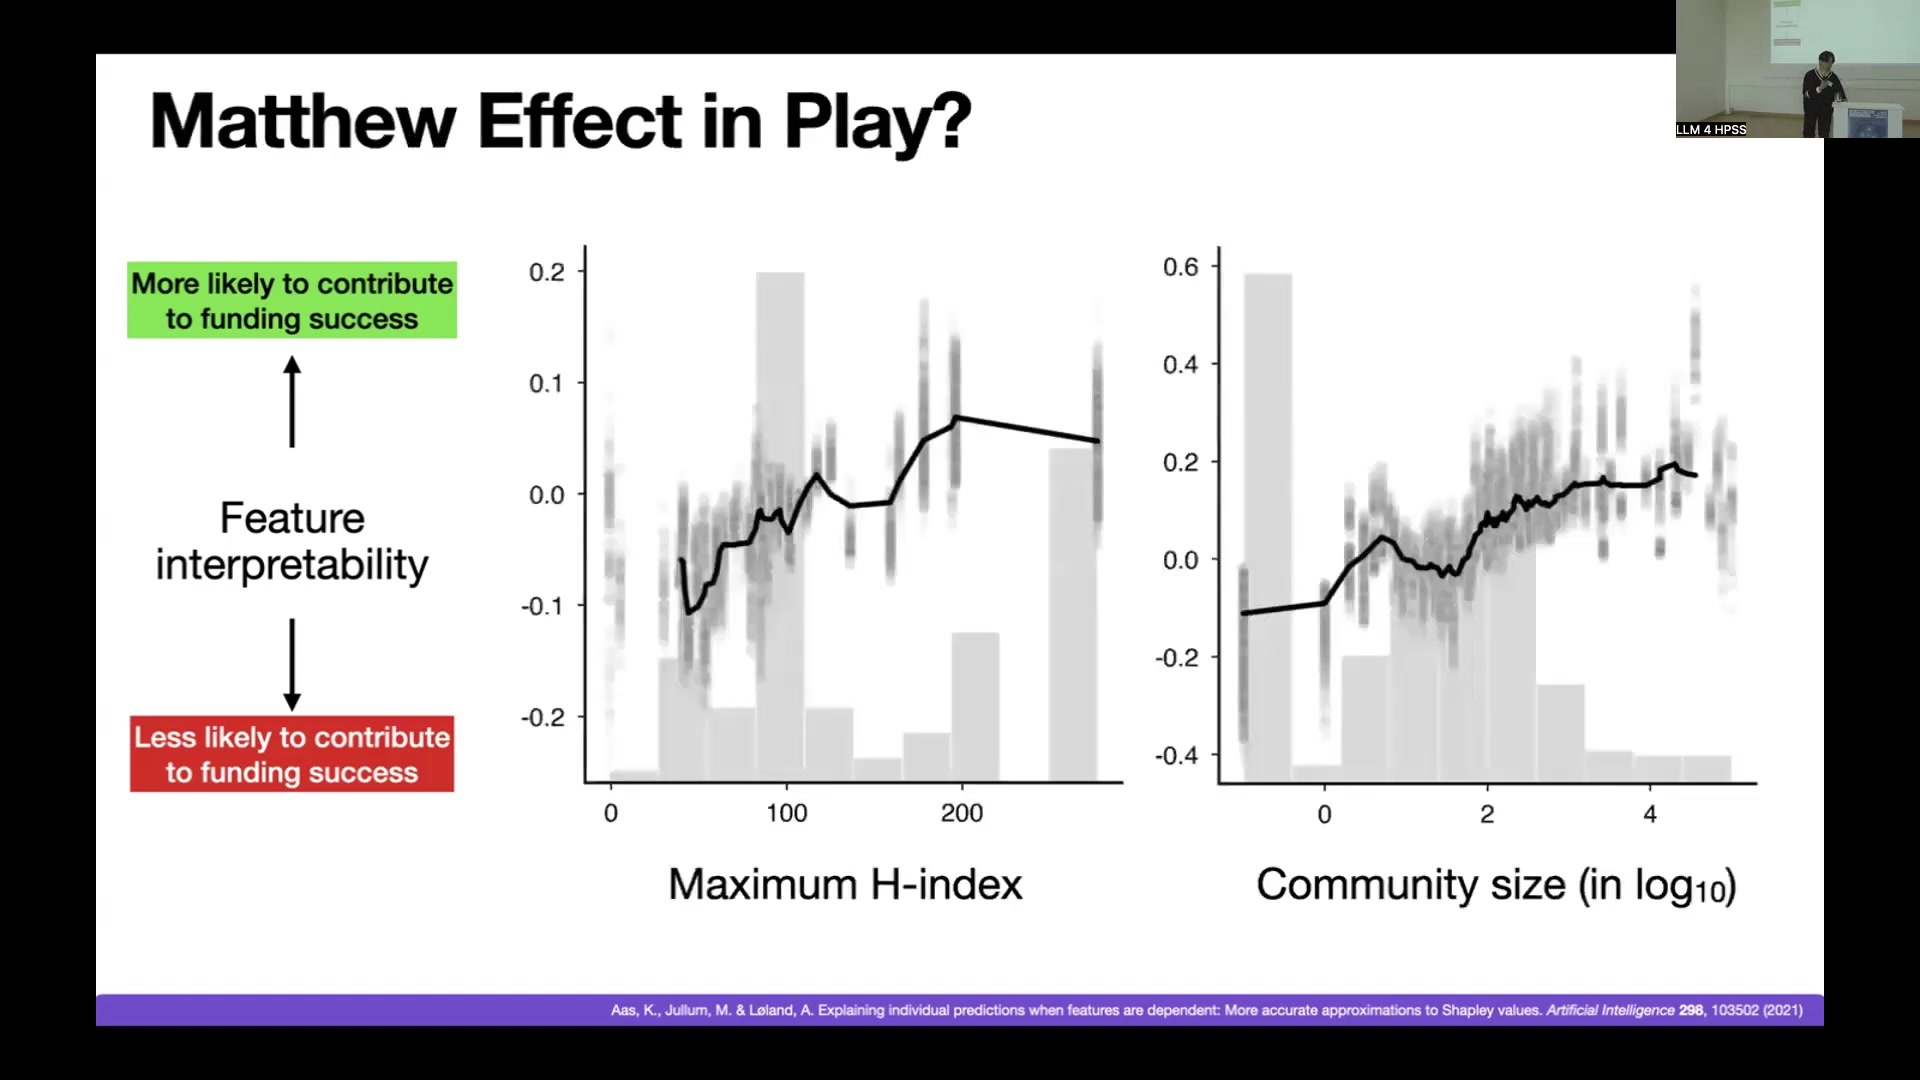 Matthew Effect in Play?
LLM 4 HPSS
More likely to contribute
to funding success
Feature
interpretability
Less likely to contribute
to funding success
0.2
0.1
0.0
-0.1
-0.2
0 100 200
Maximum H-index
0.6
0.4
0.2
0.0
-0.2
-0.4
0 2 4
Community size (in log10)
Aas, K., Jullum, M. & Løland, A. Explaining individual predictions when features are dependent: More accurate approximations to Shapley values. Artificial Intelligence 298, 103502 (2021)